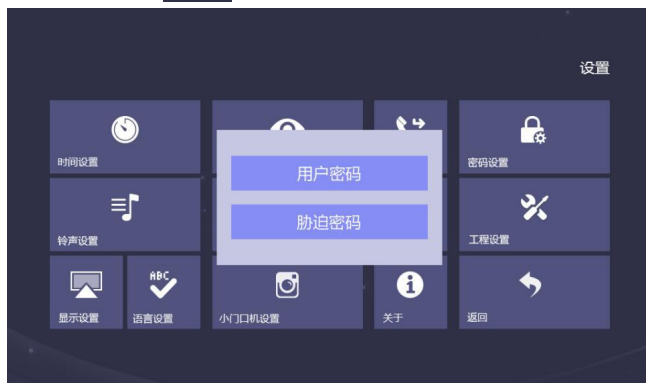 设置
时间设置
密码设置
用户密码
胁迫密码
铃声设置
工程设置
ABC
显示设置
语言设置
小门口机设置
关于
返回